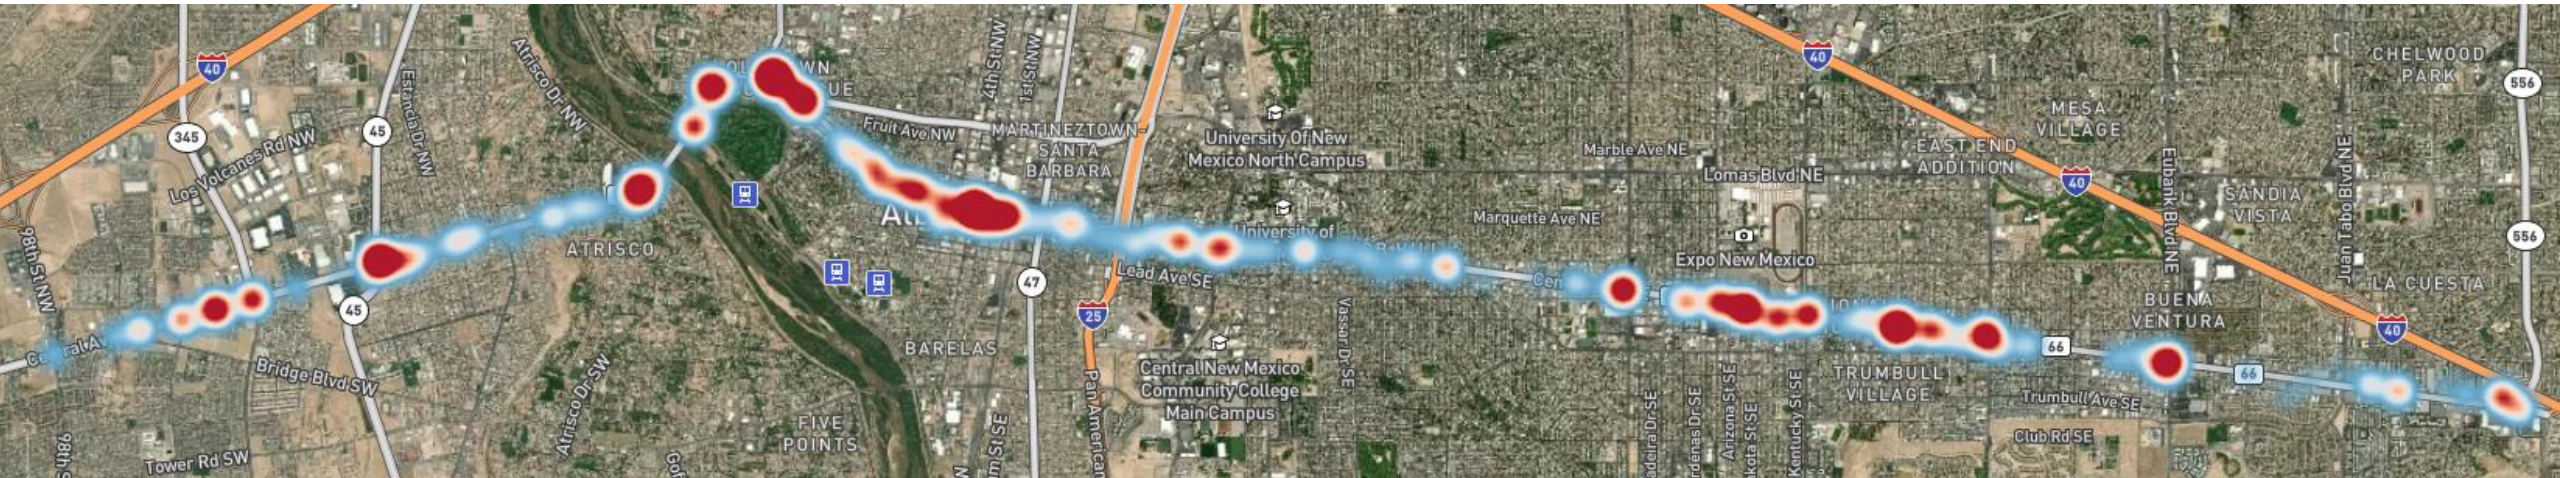 40
345
Los Volcanes Rd NW
Estancia Dr NW
45
Atrisco Dr NW
4th St NW
1st St NW
Fruit Ave NW
MARTINEZTOWN-
SANTA
BARBARA
University Of New
Mexico North Campus
University of
Marble Ave NE
Lomas Blvd NE
Marquette Ave NE
40
CHELWOOD
PARK
556
MESA
VILLAGE
EAST END
ADDITION
40
Eubank Blvd NE
SANDIA
VISTA
Juan Tabo Blvd NE
556
98th St NW
ATRISCO
45
47
Lead Ave SE
25
Expo New Mexico
BUENA
VENTURA
LA CUESTA
40
Bridge Blvd SW
BARELAS
Central New Mexico
Community College
Main Campus
Vassar Dr SE
66
TRUMBULL
VILLAGE
66
Trumbull Ave SE
Tower Rd SW
Atrisco Dr SW
FIVE
POINTS
Pan American
Arizona St SE
Kentucky St SE
Club Rd SE